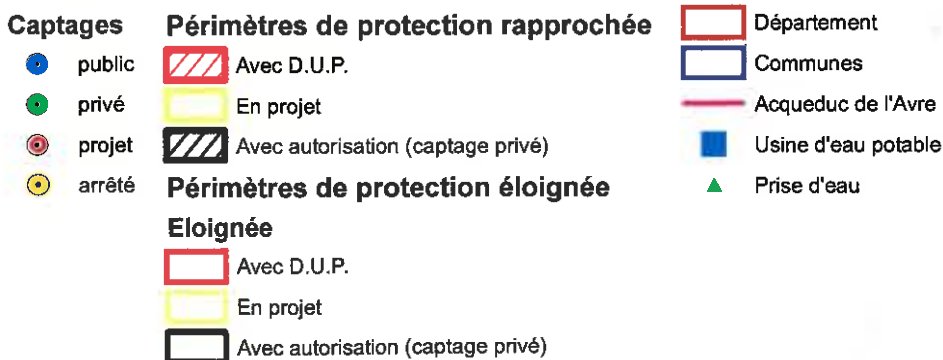 Captages
public
privé
projet
arrêté
Périmètres de protection rapprochée
Avec D.U.P.
En projet
Avec autorisation (captage privé)
Périmètres de protection éloignée
Eloignée
Avec D.U.P.
En projet
Avec autorisation (captage privé)
Département
Communes
Acqueduc de l'Avre
Usine d'eau potable
Prise d'eau